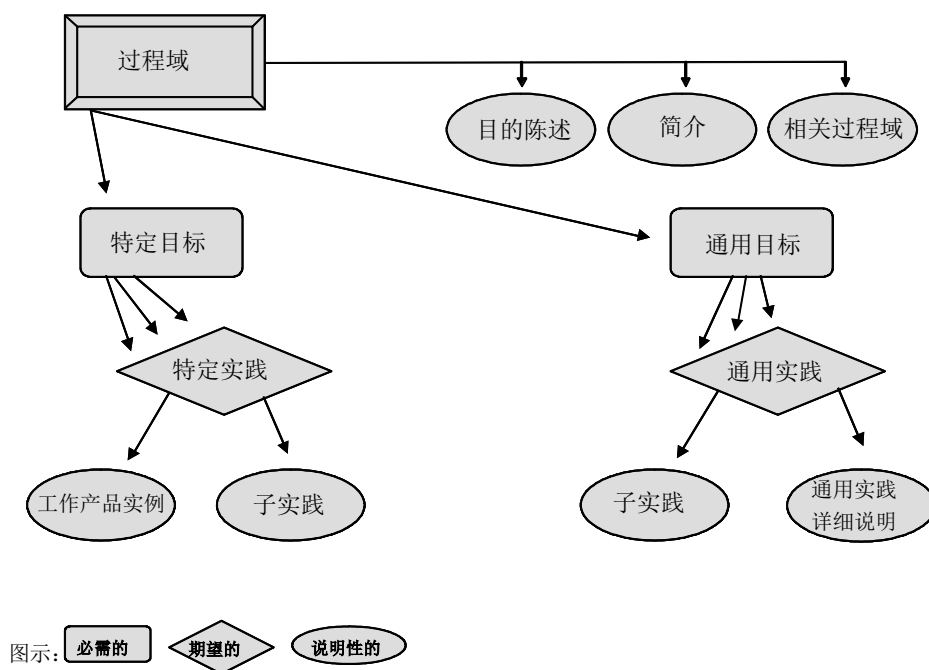 过程域
目的陈述
简介
相关过程域
特定目标
通用目标
特定实践
通用实践
工作产品实例
子实践
子实践
通用实践
详细说明
图示：
必需的
期望的
说明性的